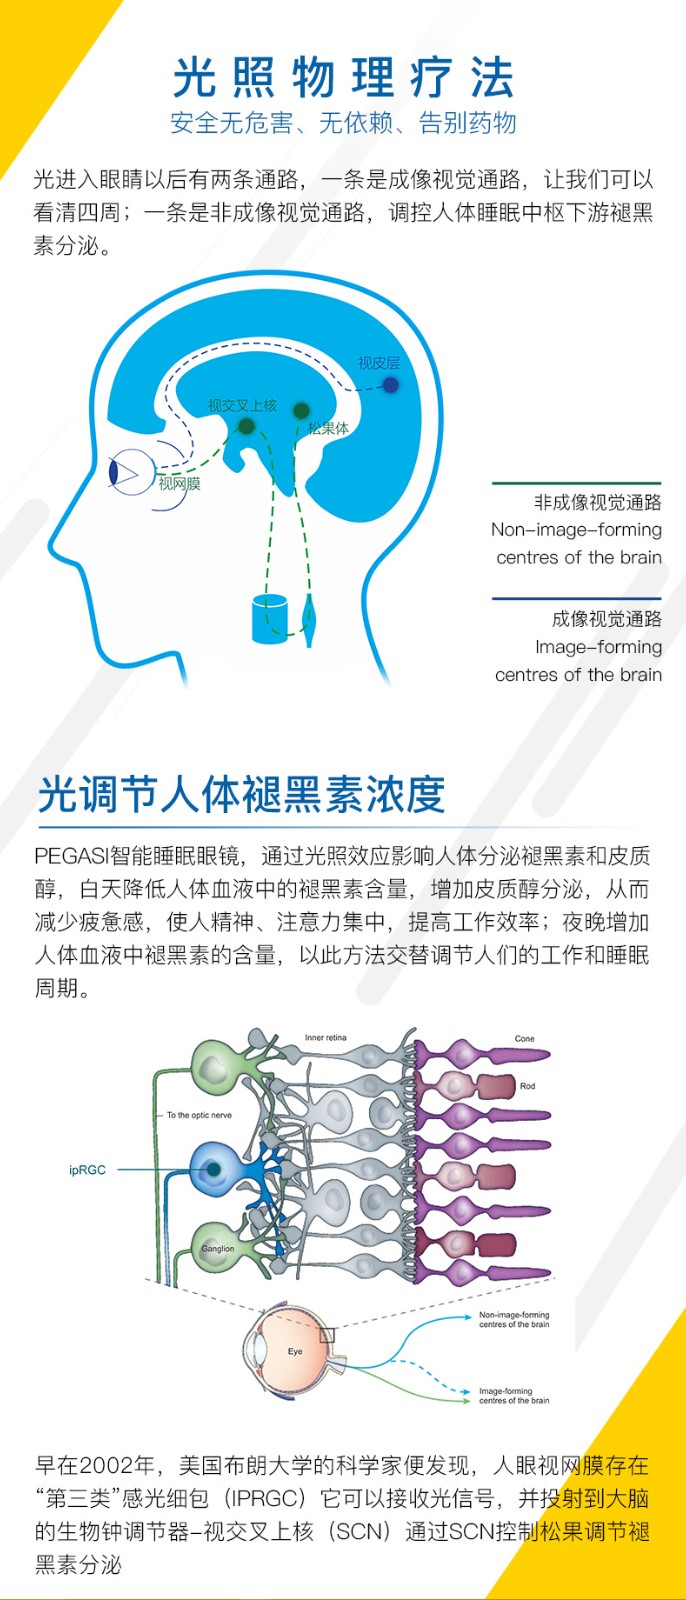 光照物理疗法
安全无危害、无依赖、告别药物
光进入眼睛以后有两条通路，一条是成像视觉通路，让我们可以
看清四周；一条是非成像视觉通路，调控人体睡眠中枢下游褪黑
素分泌。
视皮层
视交叉上核
松果体
视网膜
非成像视觉通路
Non-image-forming
centres of the brain
成像视觉通路
Image-forming
centres of the brain
光调节人体褪黑素浓度
PEGASI智能睡眠眼镜，通过光照效应影响人体分泌褪黑素和皮质
醇，白天降低人体血液中的褪黑素含量，增加皮质醇分泌，从而
减少疲惫感，使人精神、注意力集中，提高工作效率；夜晚增加
人体血液中褪黑素的含量，以此方法交替调节人们的工作和睡眠
周期。
Inner retina
Cone
Rod
To the optic nerve
ipRGC
Ganglion
Non-image-forming
centres of the brain
Eye
Image-forming
centres of the brain
早在2002年，美国布朗大学的科学家便发现，人眼视网膜存在
“第三类”感光细包（IPRGC）它可以接收光信号，并投射到大脑
的生物钟调节器-视交叉上核（SCN）通过SCN控制松果调节褪
黑素分泌